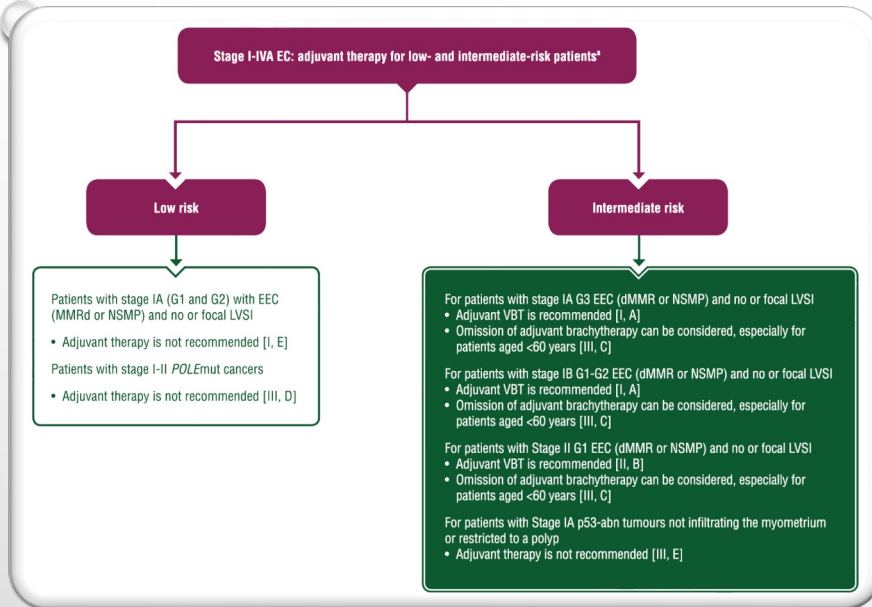 Stage I-IVA EC: adjuvant therapy for low- and intermediate-risk patientsª
Low risk
Patients with stage IA (G1 and G2) with EEC
(MMRd or NSMP) and no or focal LVSI
• Adjuvant therapy is not recommended [I, E]
Patients with stage I-II POLEmut cancers
• Adjuvant therapy is not recommended [III, D]
Intermediate risk
For patients with stage IA G3 EEC (dMMR or NSMP) and no or focal LVSI
• Adjuvant VBT is recommended [I, A]
• Omission of adjuvant brachytherapy can be considered, especially for
patients aged <60 years [III, C]
For patients with stage IB G1-G2 EEC (dMMR or NSMP) and no or focal LVSI
• Adjuvant VBT is recommended [I, A]
• Omission of adjuvant brachytherapy can be considered, especially for
patients aged <60 years [III, C]
For patients with Stage II G1 EEC (dMMR or NSMP) and no or focal LVSI
• Adjuvant VBT is recommended [II, B]
• Omission of adjuvant brachytherapy can be considered, especially for
patients aged <60 years [III, C]
For patients with Stage IA p53-abn tumours not infiltrating the myometrium
or restricted to a polyp
• Adjuvant therapy is not recommended [III, E]